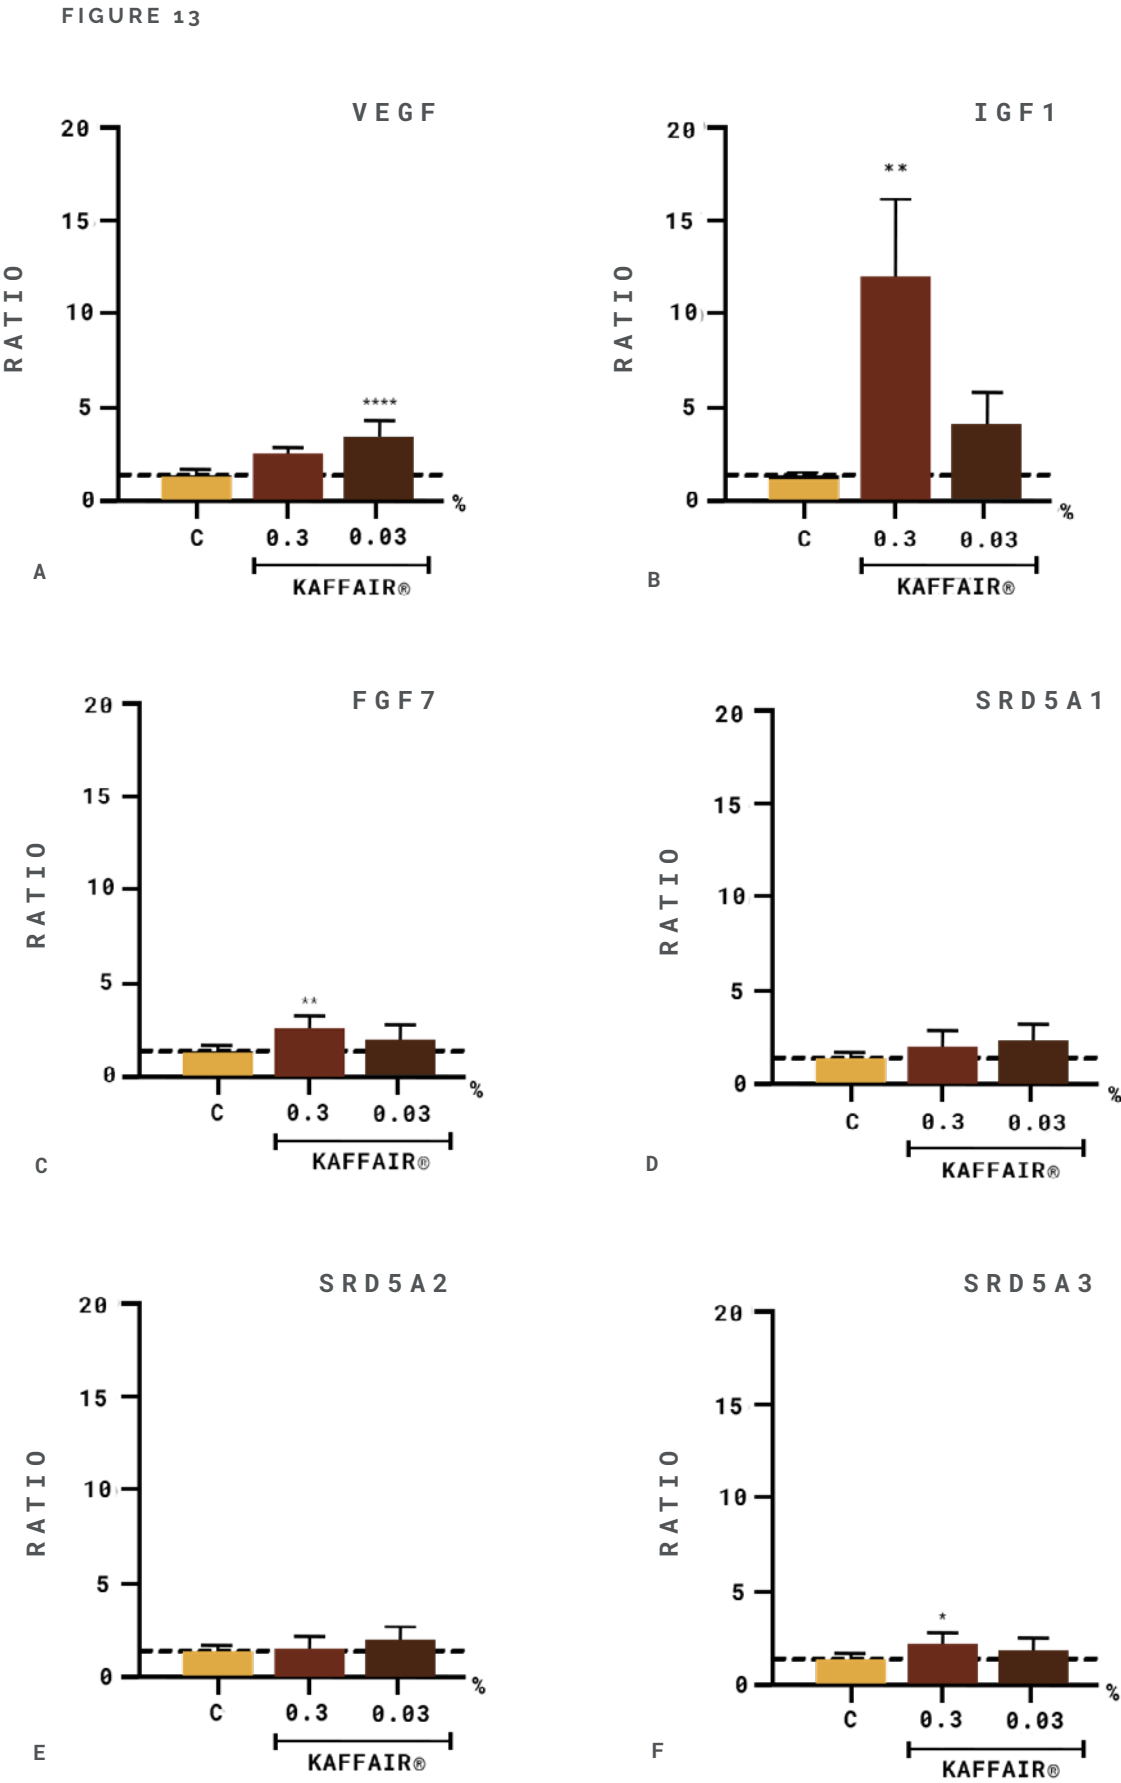 FIGURE 13
VEGF
20
15
10
5
0
RATIO
****
%
C 0.3 0.03
KAFFAIR®
A
IGF1
20
15
10
5
0
RATIO
**
%
C 0.3 0.03
KAFFAIR®
B
FGF7
20
15
10
5
0
RATIO
**
%
C 0.3 0.03
KAFFAIR®
C
SRD5A1
20
15
10
5
0
RATIO
%
C 0.3 0.03
KAFFAIR®
D
SRD5A2
20
15
10
5
0
RATIO
%
C 0.3 0.03
KAFFAIR®
E
SRD5A3
20
15
10
5
0
RATIO
*
%
C 0.3 0.03
KAFFAIR®
F